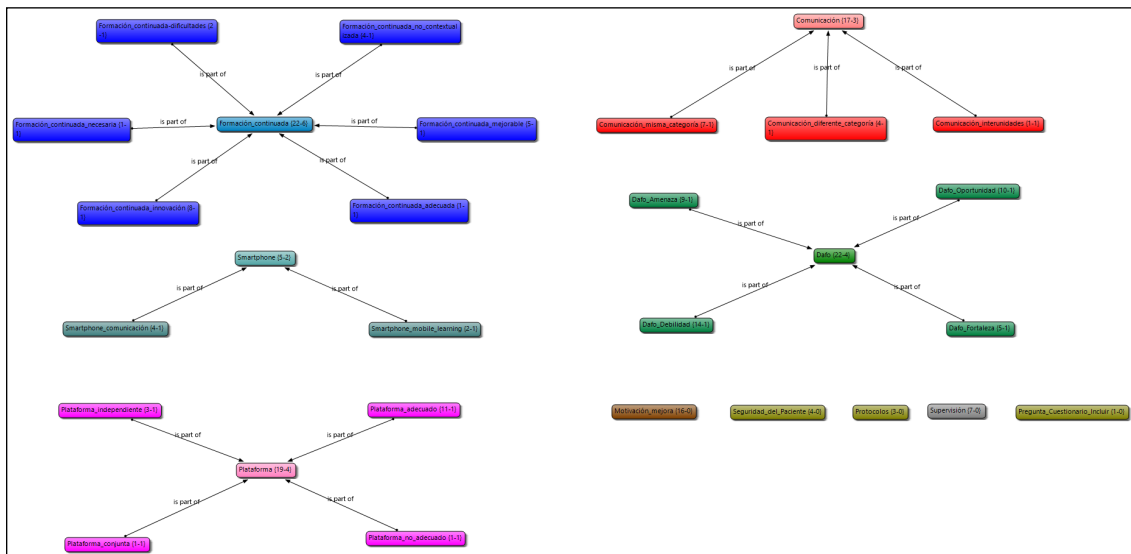 Formación_continuada-dificultades {2
-1}
Formación_continuada_no_contextual
izada {4-1}
is part of
is part of
Formación_continuada_necesaria {1-
1}
is part of
Formación_continuada {22-6}
is part of
Formación_continuada_mejorable {5-
1}
is part of
is part of
Formación_continuada_innovación {8-
1}
Formación_continuada_adecuada {1-
1}
Smartphone {5-2}
is part of
is part of
Smartphone_comunicación {4-1}
Smartphone_mobile_learning {2-1}
Plataforma_independiente {3-1}
Plataforma_adecuado {11-1}
is part of
is part of
Plataforma {19-4}
is part of
is part of
Plataforma_conjunta {1-1}
Plataforma_no_adecuado {1-1}
Comunicación {17-3}
is part of
is part of
is part of
Comunicación_misma_categoría {7-1}
Comunicación_diferente_categoría {4-
1}
Comunicación_interunidades {1-1}
Dafo_Amenaza {9-1}
Dafo_Oportunidad {10-1}
is part of
is part of
Dafo {22-4}
is part of
is part of
Dafo_Debilidad {14-1}
Dafo_Fortaleza {5-1}
Motivación_mejora {16-0}
Seguridad_del_Paciente {4-0}
Protocolos {3-0}
Supervisión {7-0}
Pregunta_Cuestionario_Incluir {1-0}